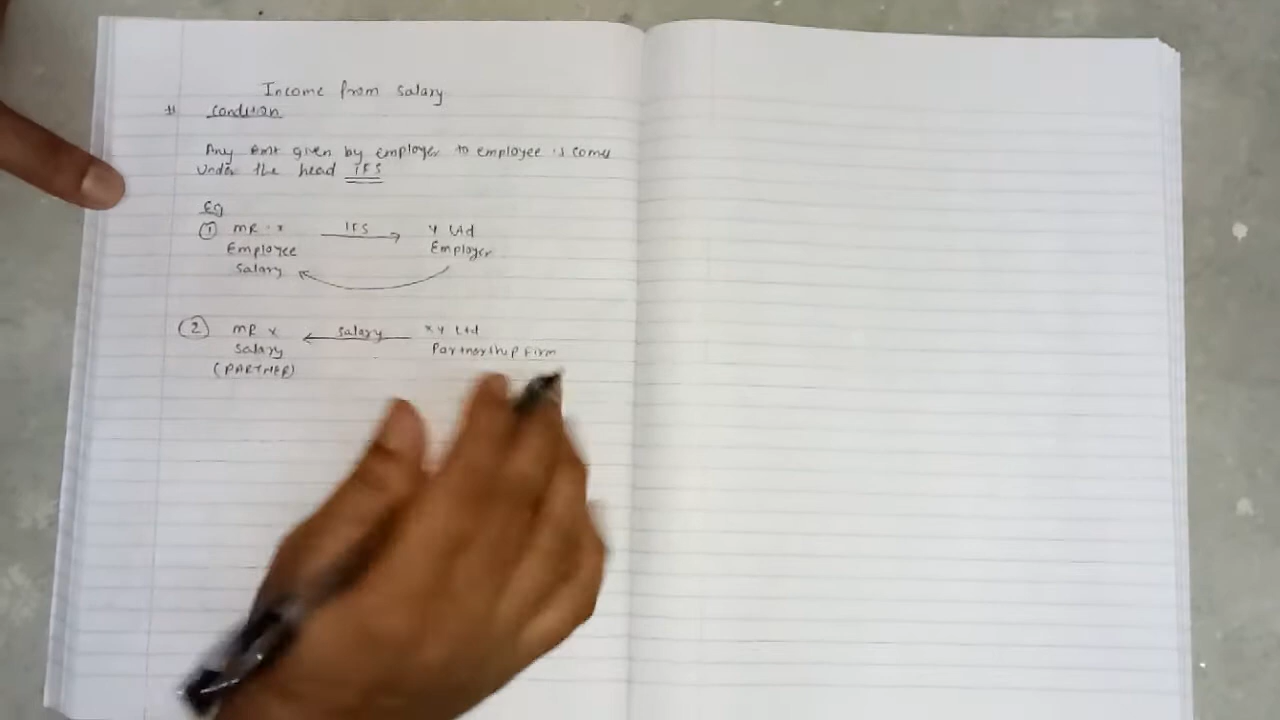 Income from salary
# Condition
Any Amt given by employer to employee is comes
under the head IFS
Eg
① MR. X IFS Y Ltd
Employee Employer
Salary
② MR X Salary XY Ltd
Salary Partnership Firm
(PARTNER)